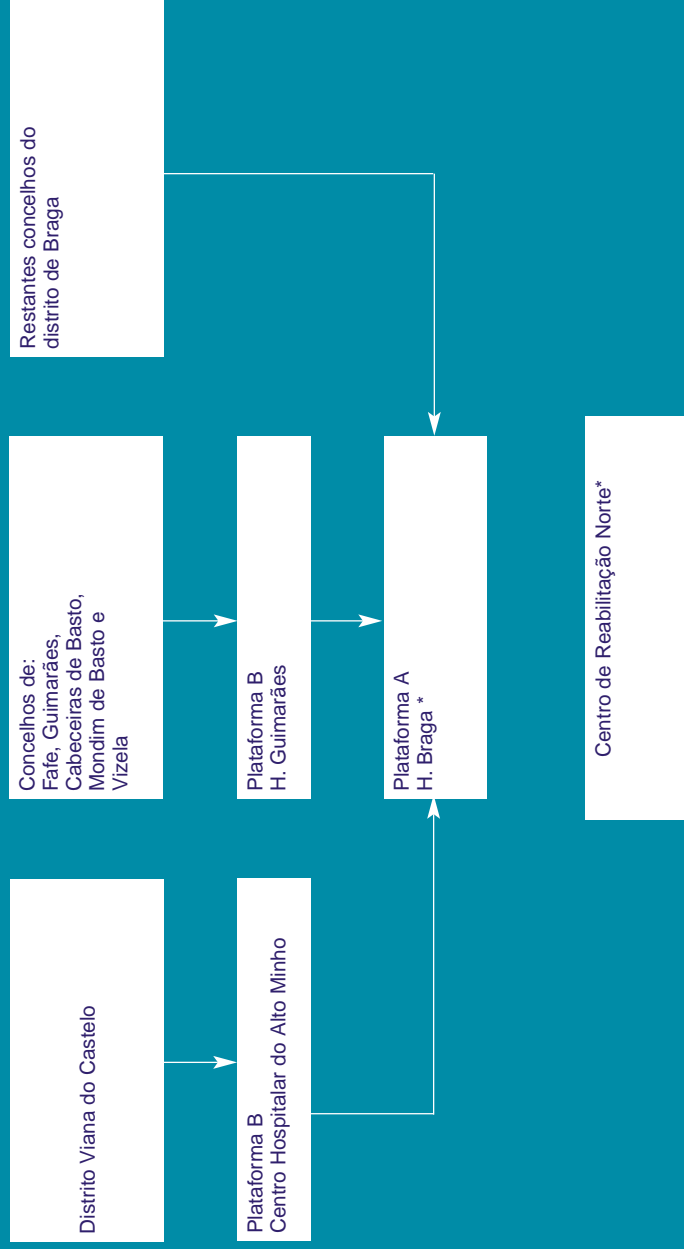 Distrito Viana do Castelo
Concelhos de:
Fafe, Guimarães,
Cabeceiras de Basto,
Mondim de Basto e
Vizela
Restantes concelhos do
distrito de Braga
Plataforma B
Centro Hospitalar do Alto Minho
Plataforma B
H. Guimarães
Plataforma A
H. Braga *
Centro de Reabilitação Norte*